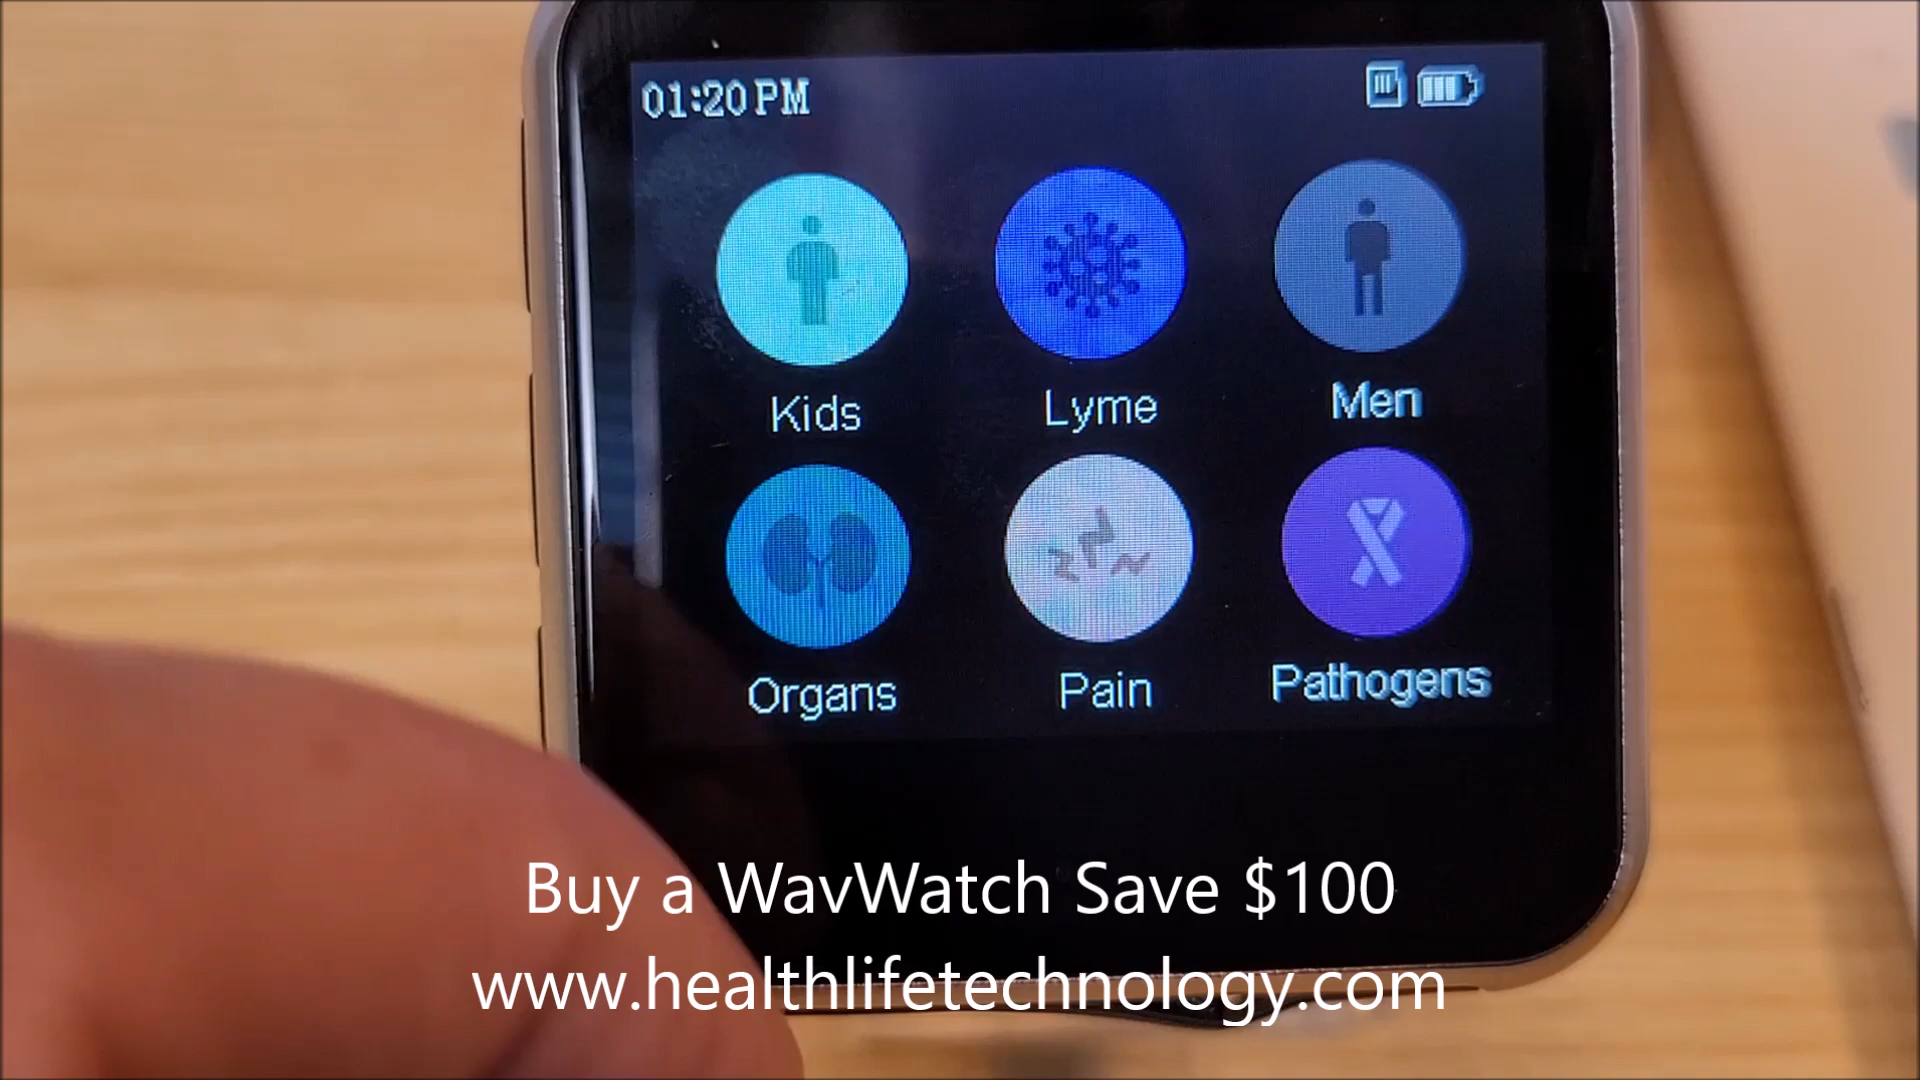 01:20 PM
Kids Lyme Men
Organs Pain Pathogens
Buy a WavWatch Save $100
www.healthlifetechnology.com